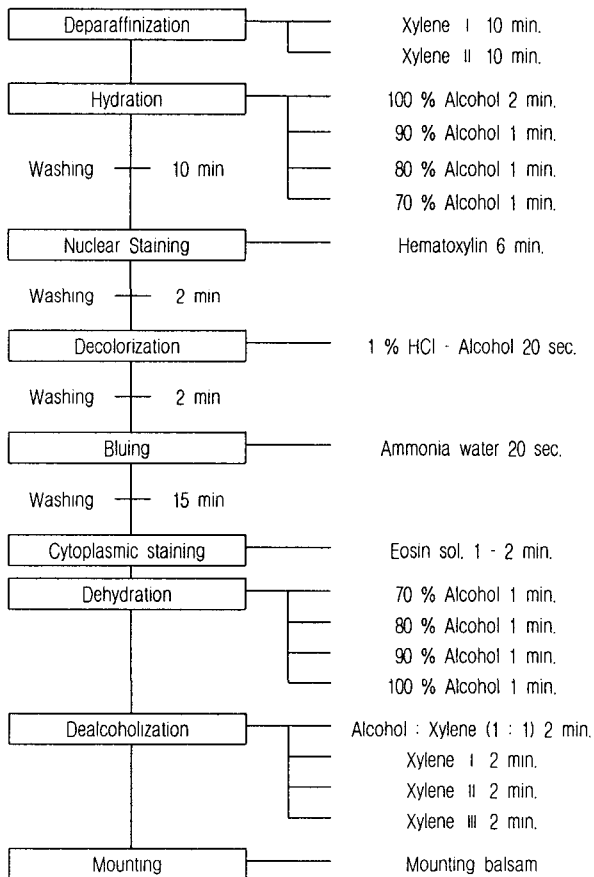 Deparaffinization Xylene I 10 min.
Xylene II 10 min.
Hydration 100 % Alcohol 2 min.
90 % Alcohol 1 min.
Washing 10 min 80 % Alcohol 1 min.
70 % Alcohol 1 min.
Nuclear Staining Hematoxylin 6 min.
Washing 2 min
Decolorization 1 % HCl - Alcohol 20 sec.
Washing 2 min
Bluing Ammonia water 20 sec.
Washing 15 min
Cytoplasmic staining Eosin sol. 1 - 2 min.
Dehydration 70 % Alcohol 1 min.
80 % Alcohol 1 min.
90 % Alcohol 1 min.
100 % Alcohol 1 min.
Dealcoholization Alcohol : Xylene (1 : 1) 2 min.
Xylene I 2 min.
Xylene II 2 min.
Xylene III 2 min.
Mounting Mounting balsam